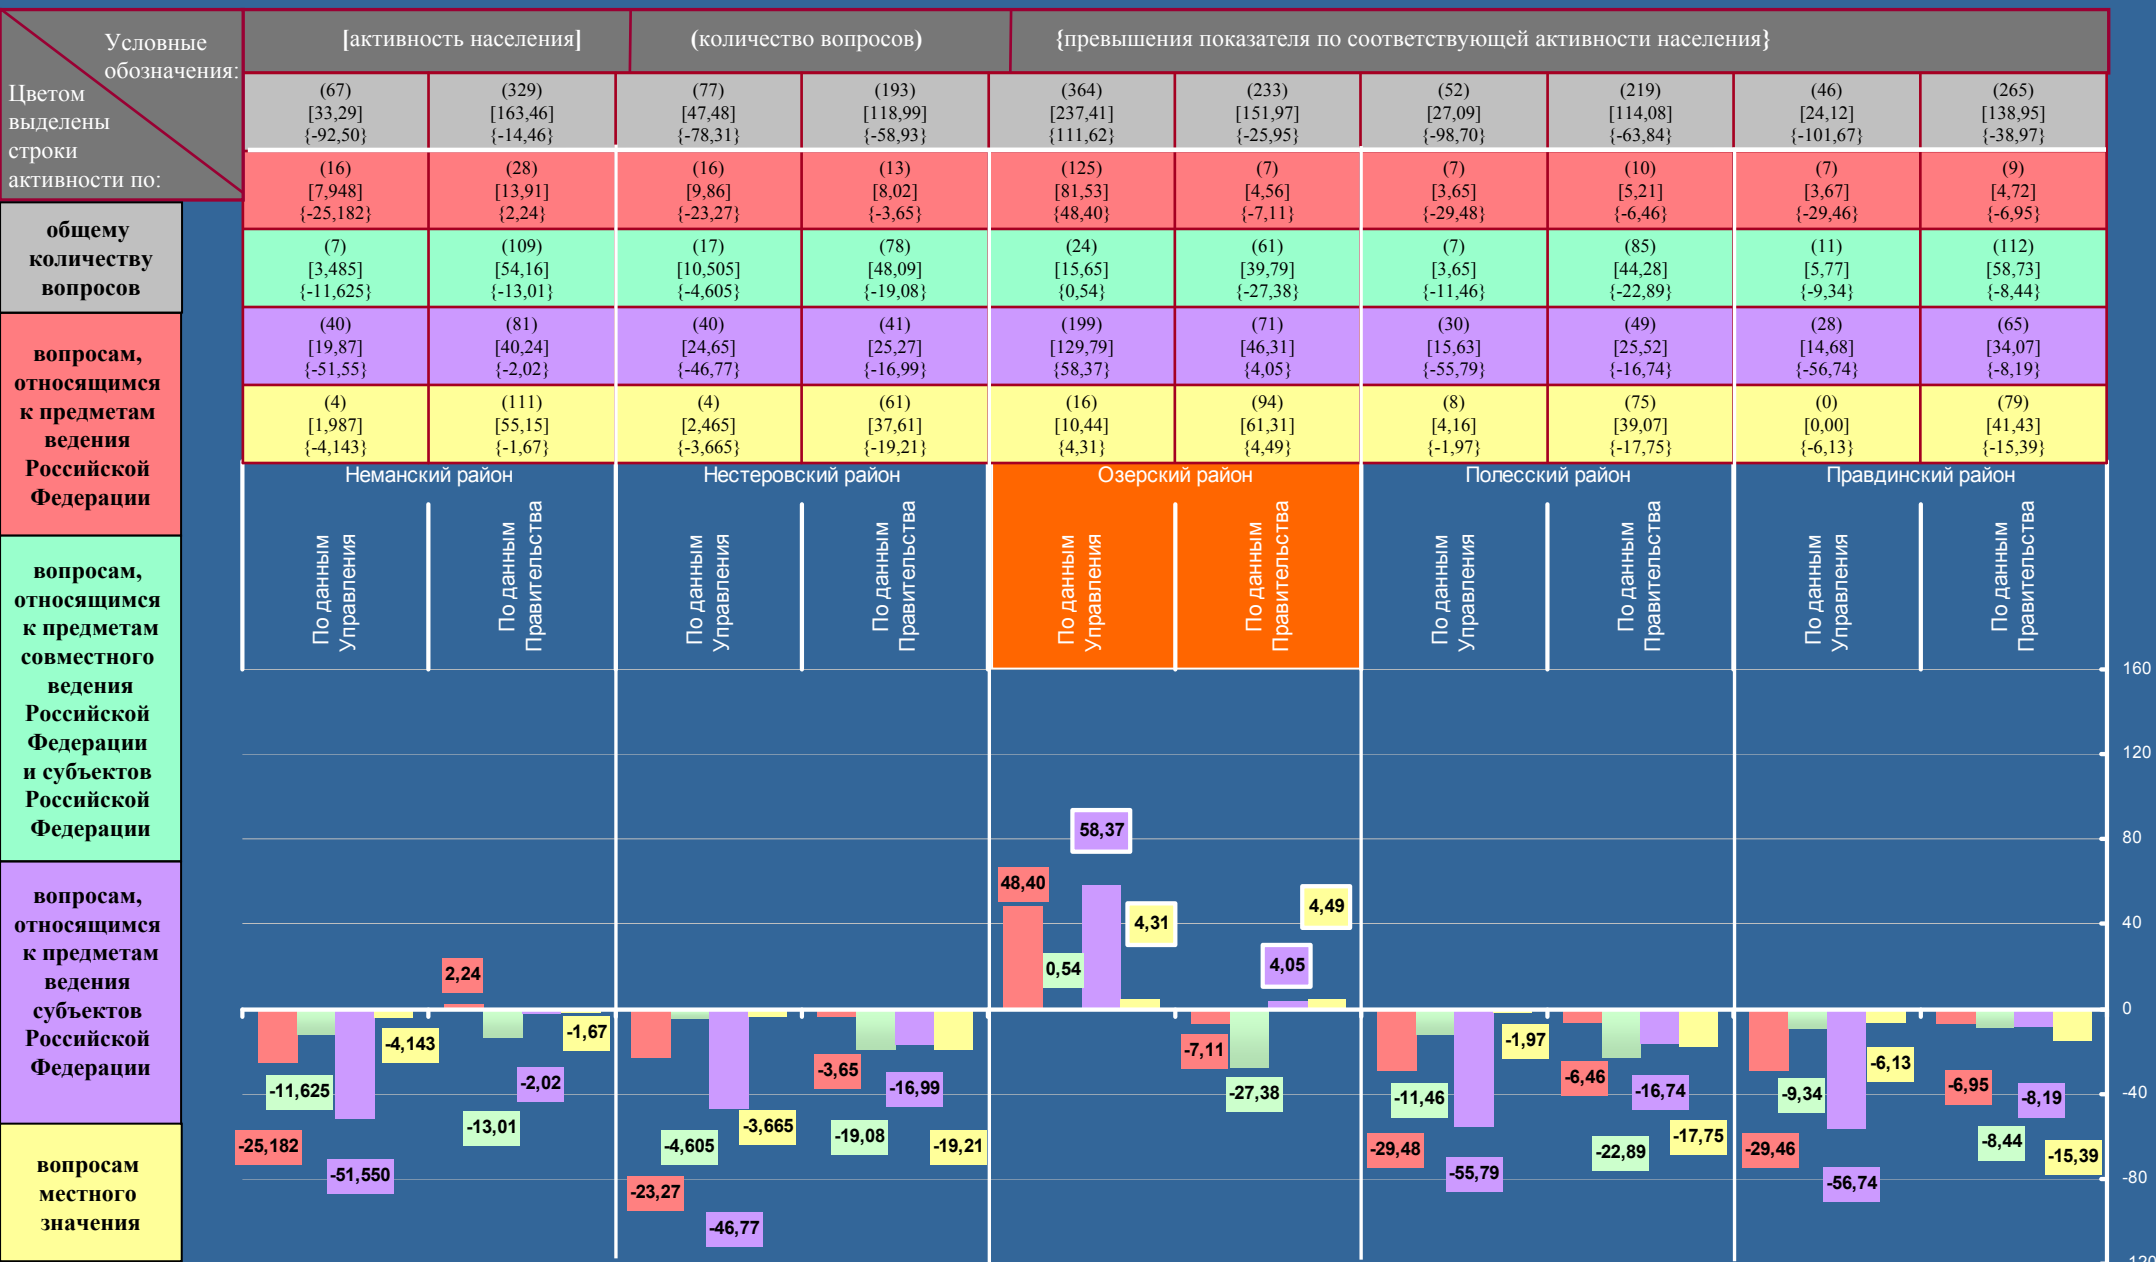 Условные
обозначения:
Цветом
выделены
строки
активности по:
[активность населения]
(количество вопросов)
{превышения показателя по соответствующей активности населения}
(67) (329) (77) (193) (364) (233) (52) (219) (46) (265)
[33,29] [163,46] [47,48] [118,99] [237,41] [151,97] [27,09] [114,08] [24,12] [138,95]
{-92,50} {-14,46} {-78,31} {-58,93} {111,62} {-25,95} {-98,70} {-63,84} {-101,67} {-38,97}
(16) (28) (16) (13) (125) (7) (7) (10) (7) (9)
[7,948] [13,91] [9,86] [8,02] [81,53] [4,56] [3,65] [5,21] [3,67] [4,72]
{-25,182} {2,24} {-23,27} {-3,65} {48,40} {-7,11} {-29,48} {-6,46} {-29,46} {-6,95}
(7) (109) (17) (78) (24) (61) (7) (85) (11) (112)
[3,485] [54,16] [10,505] [48,09] [15,65] [39,79] [3,65] [44,28] [5,77] [58,73]
{-11,625} {-13,01} {-4,605} {-19,08} {0,54} {-27,38} {-11,46} {-22,89} {-9,34} {-8,44}
(40) (81) (40) (41) (199) (71) (30) (49) (28) (65)
[19,87] [40,24] [24,65] [25,27] [129,79] [46,31] [15,63] [25,52] [14,68] [34,07]
{-51,55} {-2,02} {-46,77} {-16,99} {58,37} {4,05} {-55,79} {-16,74} {-56,74} {-8,19}
(4) (111) (4) (61) (16) (94) (8) (75) (0) (79)
[1,987] [55,15] [2,465] [37,61] [10,44] [61,31] [4,16] [39,07] [0,00] [41,43]
{-4,143} {-1,67} {-3,665} {-19,21} {4,31} {4,49} {-1,97} {-17,75} {-6,13} {-15,39}
общему
количеству
вопросов
вопросам,
относящимся
к предметам
ведения
Российской
Федерации
вопросам,
относящимся
к предметам
совместного
ведения
Российской
Федерации
и субъектов
Российской
Федерации
вопросам,
относящимся
к предметам
ведения
субъектов
Российской
Федерации
вопросам
местного
значения
Неманский район
Нестеровский район
Озерский район
Полесский район
Правдинский район
По данным
Управления
По данным
Правительства
По данным
Управления
По данным
Правительства
По данным
Управления
По данным
Правительства
По данным
Управления
По данным
Правительства
По данным
Управления
По данным
Правительства
160
120
80
40
0
-40
-80
-120
-25,182
-11,625
-51,550
-4,143
2,24
-13,01
-2,02
-1,67
-23,27
-4,605
-46,77
-3,665
-3,65
-19,08
-16,99
-19,21
48,40
0,54
58,37
4,31
-7,11
-27,38
4,05
4,49
-29,48
-11,46
-55,79
-1,97
-6,46
-22,89
-16,74
-17,75
-29,46
-9,34
-56,74
-6,13
-6,95
-8,44
-8,19
-15,39